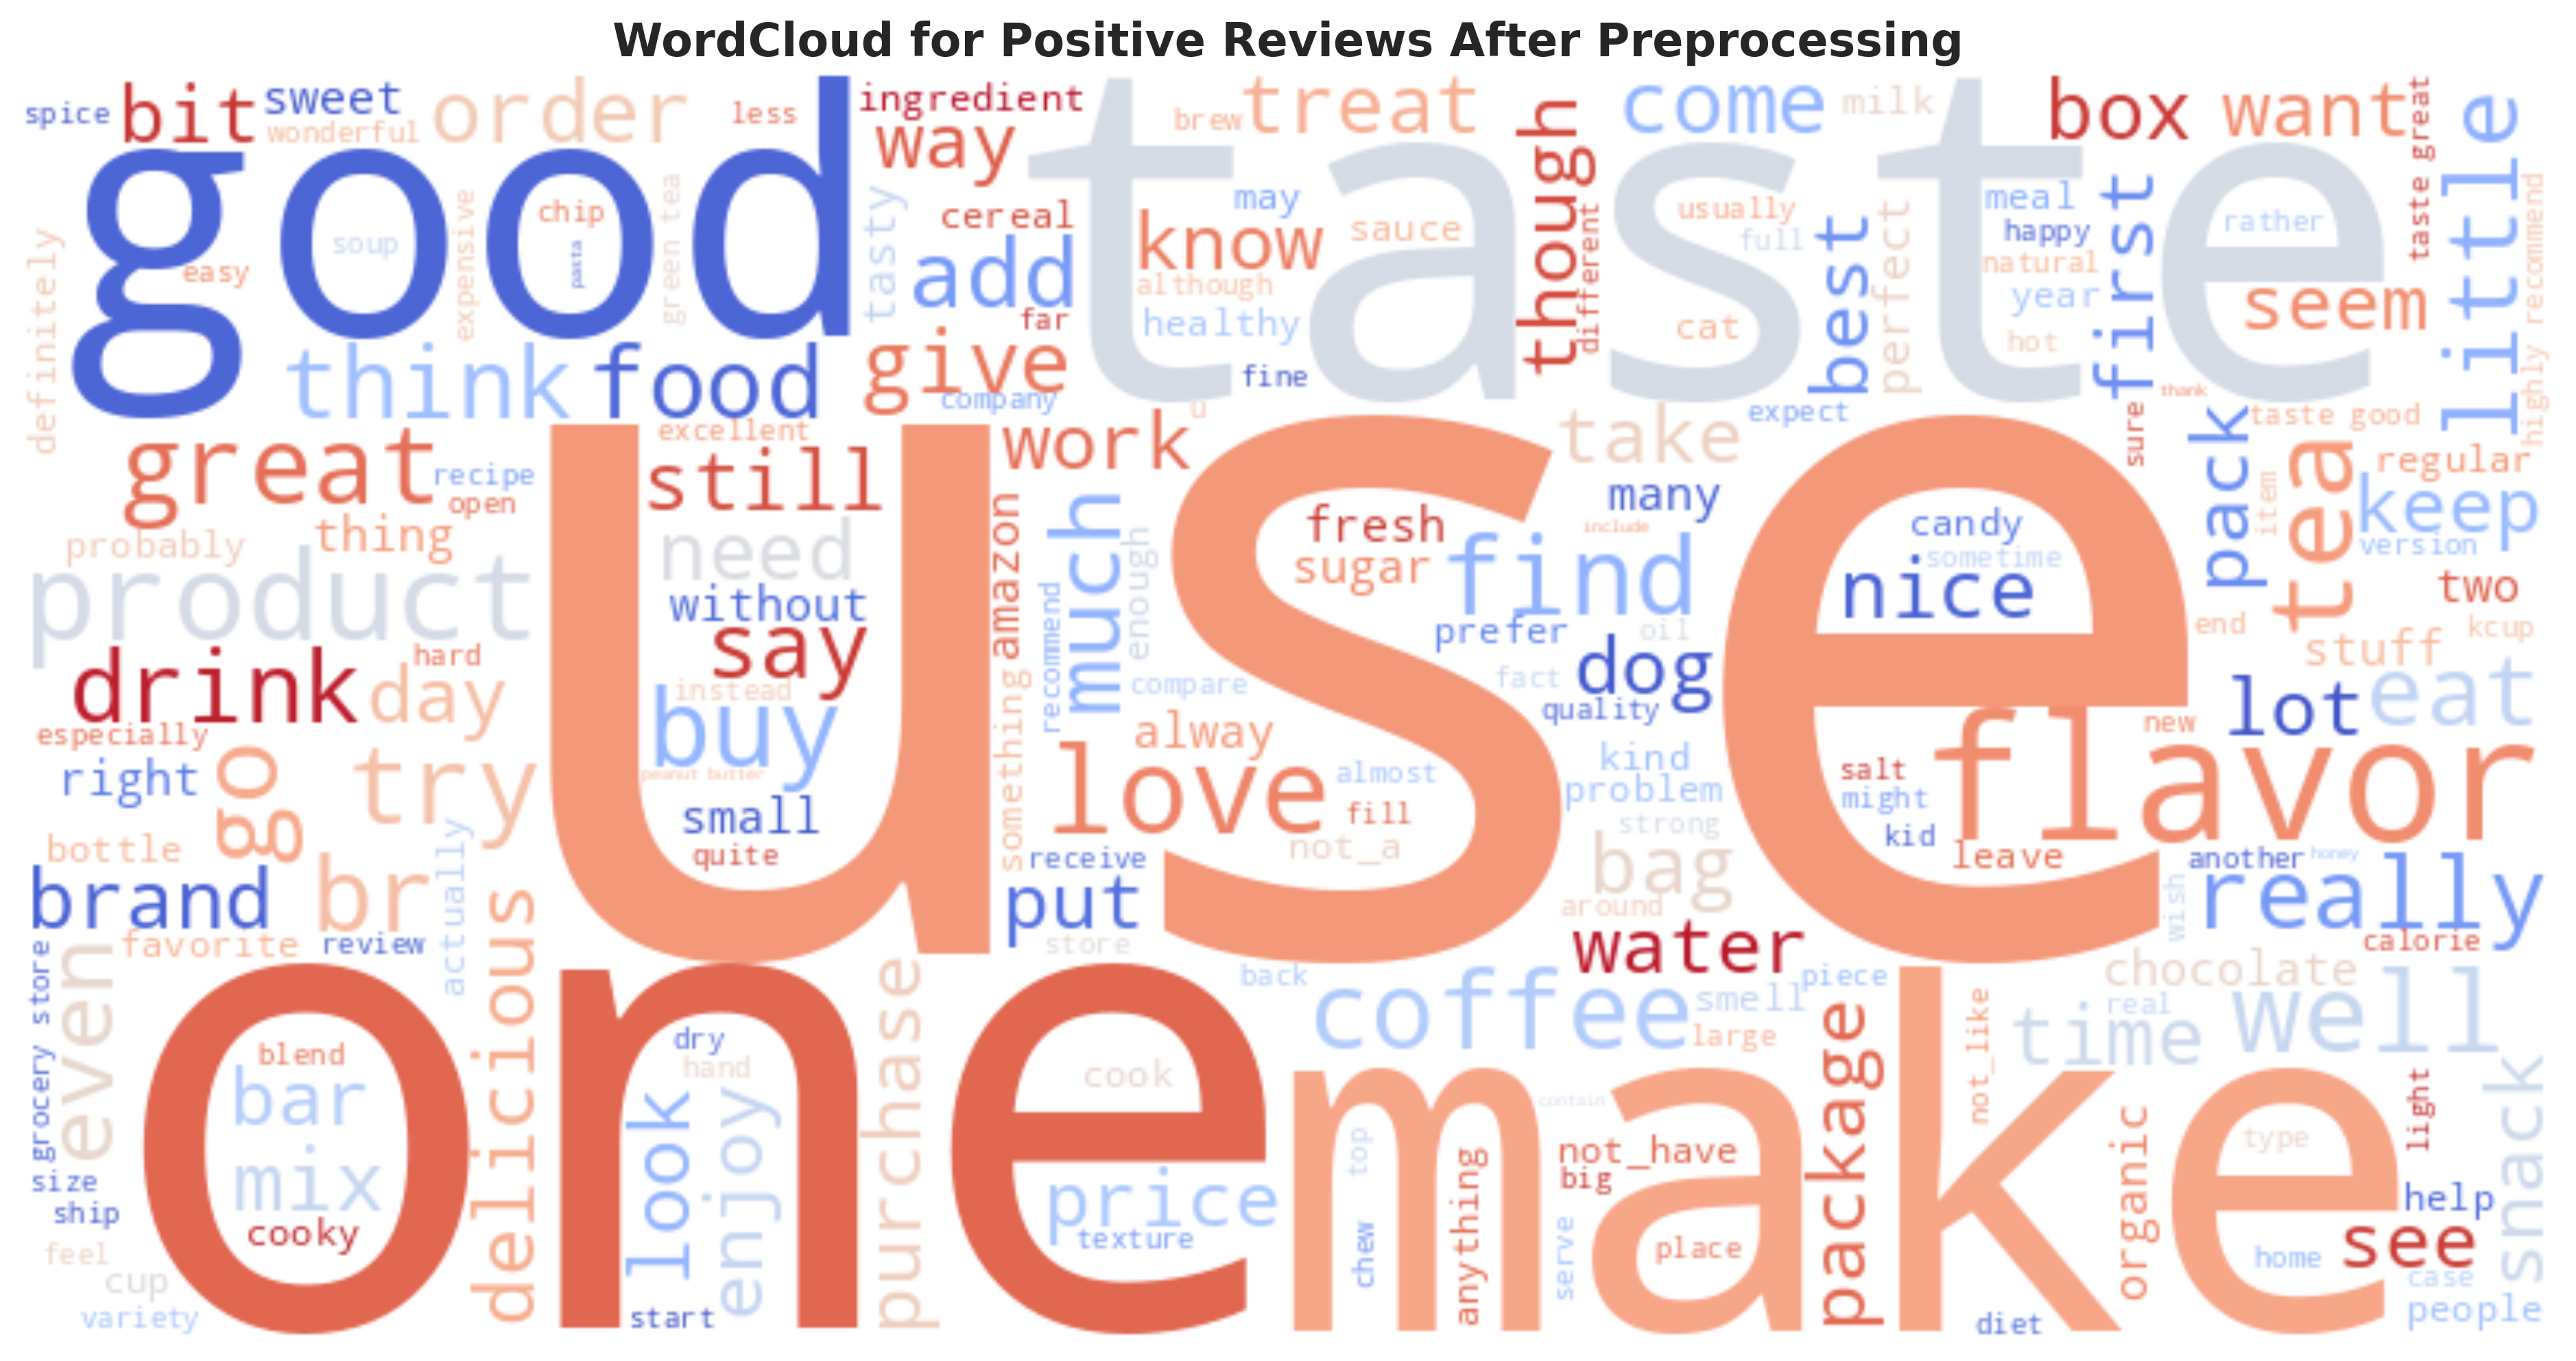 WordCloud for Positive Reviews After Preprocessing
spice
bit
sweet
wonderful
order
less
ingredient
way
brew
treat
though
come
milk
box
want
taste great
little
good
taste
definitely
soup
easy
chip
pasta
expensive
green tea
tasty
cereal
add
far
may
know
sauce
although
healthy
different
usually
full
cat
best
perfect
meal
happy
natural
year
hot
first
rather
seem
highly recommend
think
food
give
company
fine
u
expect
thank
great
recipe
open
excellent
still
work
take
many
sure
pack
taste good
tea
regular
item
keep
version
probably
thing
product
need
without
say
amazon
much
enough
recommend
use
fresh
sugar
include
find
prefer
oil
candy
sometime
nice
two
end
kcup
stuff
drink
hard
day
instead
buy
something
compare
fact
dog
quality
lot
eat
especially
right
go
try
peanut butter
small
quite
alway
love
almost
fill
not_a
kind
problem
strong
salt
might
kid
leave
new
flavor
bottle
actually
brand
br
receive
put
bag
around
another
honey
really
wish
calorie
favorite
review
delicious
store
water
grocery store
even
purchase
back
coffee
smell
piece
large
chocolate
real
time
well
one
blend
bar
mix
cooky
dry
hand
look
enjoy
cook
price
texture
make
contain
top
chew
anything
serve
not_have
big
place
package
not_like
organic
type
light
snack
size
ship
feel
cup
variety
start
help
see
home
case
people
diet